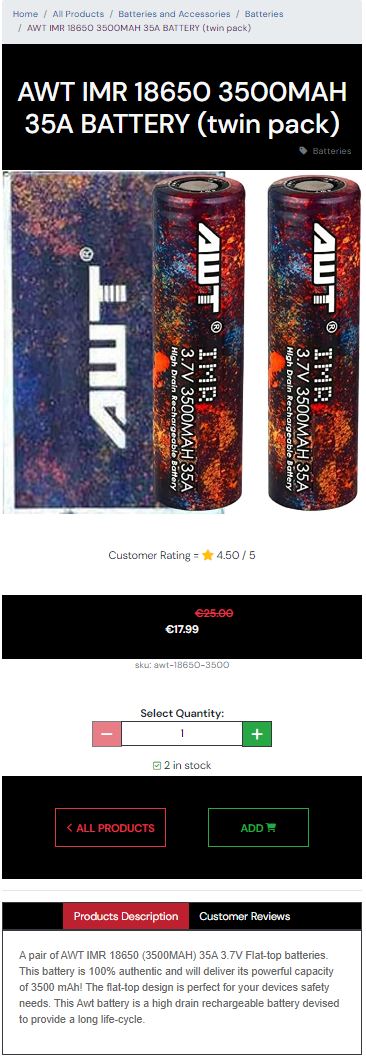 Home / All Products / Batteries and Accessories / Batteries
/ AWT IMR 18650 3500MAH 35A BATTERY (twin pack)
AWT IMR 18650 3500MAH
35A BATTERY (twin pack)
Batteries
AWT®
AWT®
IMR
3.7V 3500MAH 35A
High Drain Rechargeable Battery
AWT®
IMR
3.7V 3500MAH 35A
High Drain Rechargeable Battery
Customer Rating = 4.50 / 5
€25.00
€17.99
sku: awt-18650-3500
Select Quantity:
− 1 +
2 in stock
< ALL PRODUCTS
ADD
Products Description Customer Reviews
A pair of AWT IMR 18650 (3500MAH) 35A 3.7V Flat-top batteries.
This battery is 100% authentic and will deliver its powerful capacity
of 3500 mAh! The flat-top design is perfect for your devices safety
needs. This Awt battery is a high drain rechargeable battery devised
to provide a long life-cycle.